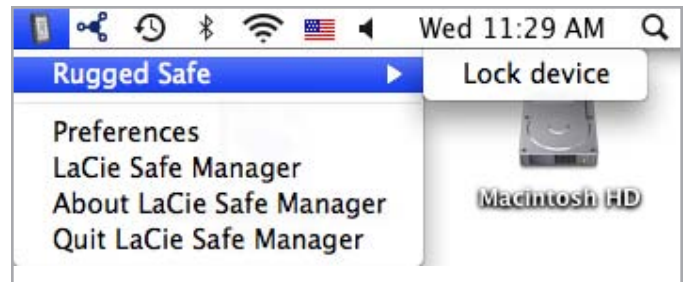 Wed 11:29 AM
Rugged Safe
Lock device
Preferences
LaCie Safe Manager
About LaCie Safe Manager
Quit LaCie Safe Manager
Macintosh HD